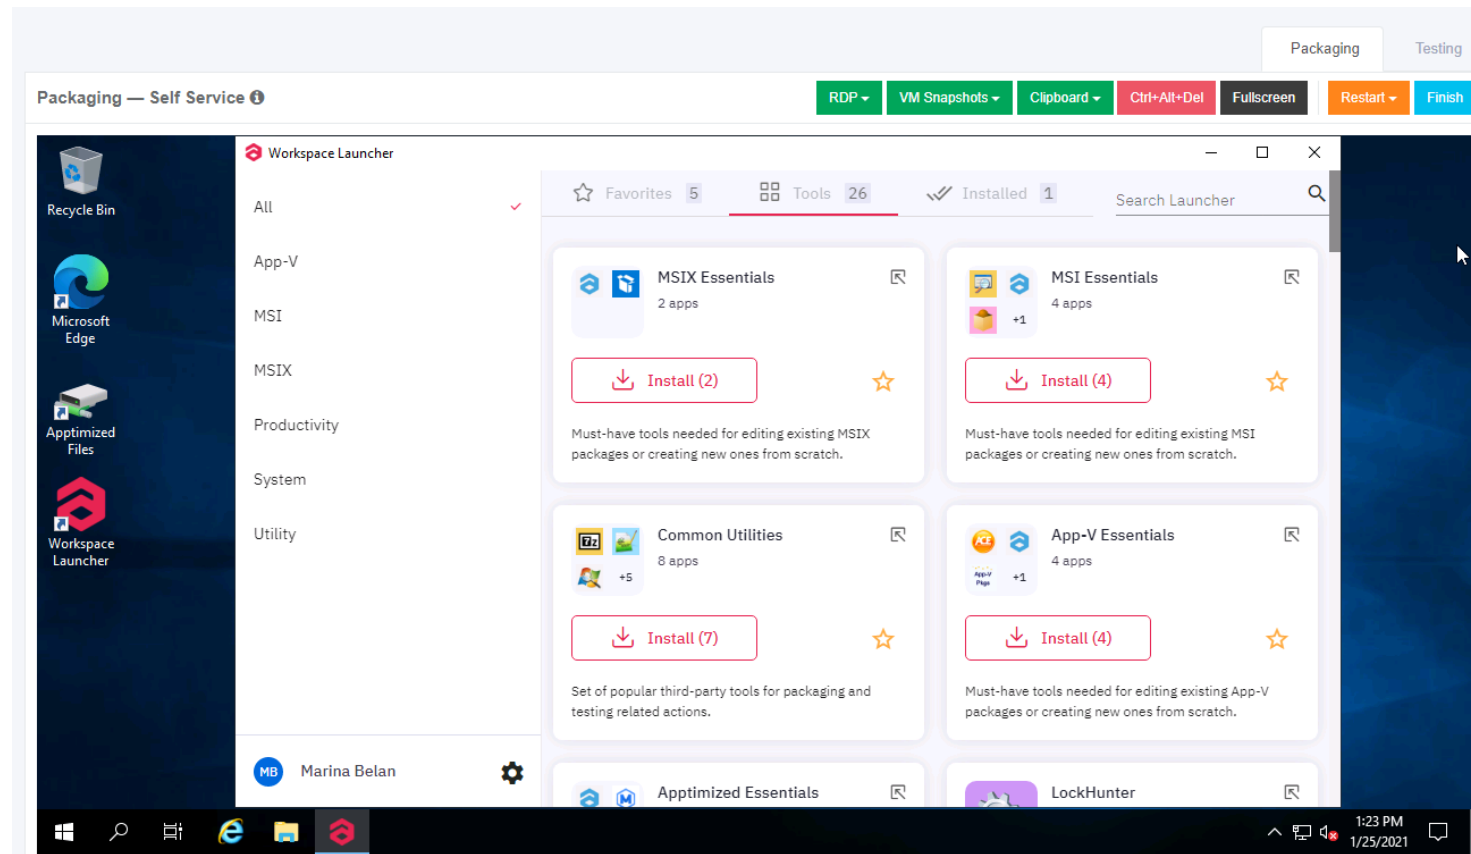 Packaging
Testing
Packaging — Self Service
RDP
VM Snapshots
Clipboard
Ctrl+Alt+Del
Fullscreen
Restart
Finish
Recycle Bin
Microsoft
Edge
Apptimized
Files
Workspace
Launcher
Workspace Launcher
All
App-V
MSI
MSIX
Productivity
System
Utility
MB Marina Belan
Favorites 5
Tools 26
Installed 1
Search Launcher
MSIX Essentials
2 apps
Install (2)
Must-have tools needed for editing existing MSIX
packages or creating new ones from scratch.
MSI Essentials
4 apps
+1
Install (4)
Must-have tools needed for editing existing MSI
packages or creating new ones from scratch.
7z
Common Utilities
8 apps
+5
Install (7)
Set of popular third-party tools for packaging and
testing related actions.
ACE
App-V
Pkgs
App-V Essentials
4 apps
+1
Install (4)
Must-have tools needed for editing existing App-V
packages or creating new ones from scratch.
Apptimized Essentials
LockHunter
1:23 PM
1/25/2021